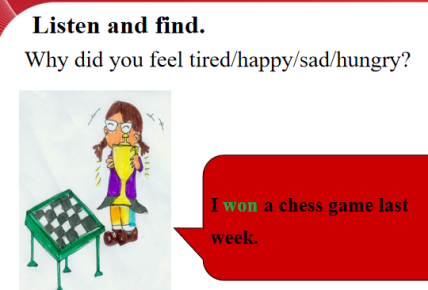 Listen and find.
Why did you feel tired/happy/sad/hungry?
I won a chess game last
week.